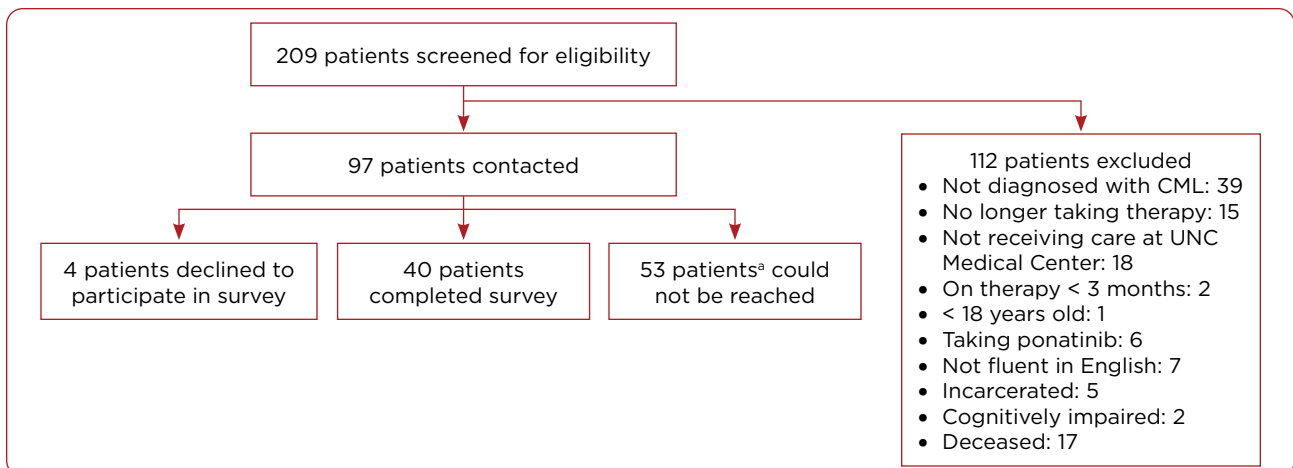 209 patients screened for eligibility
97 patients contacted
4 patients declined to
participate in survey
40 patients
completed survey
53 patientsᵃ could
not be reached
112 patients excluded
• Not diagnosed with CML: 39
• No longer taking therapy: 15
• Not receiving care at UNC
Medical Center: 18
• On therapy < 3 months: 2
• < 18 years old: 1
• Taking ponatinib: 6
• Not fluent in English: 7
• Incarcerated: 5
• Cognitively impaired: 2
• Deceased: 17